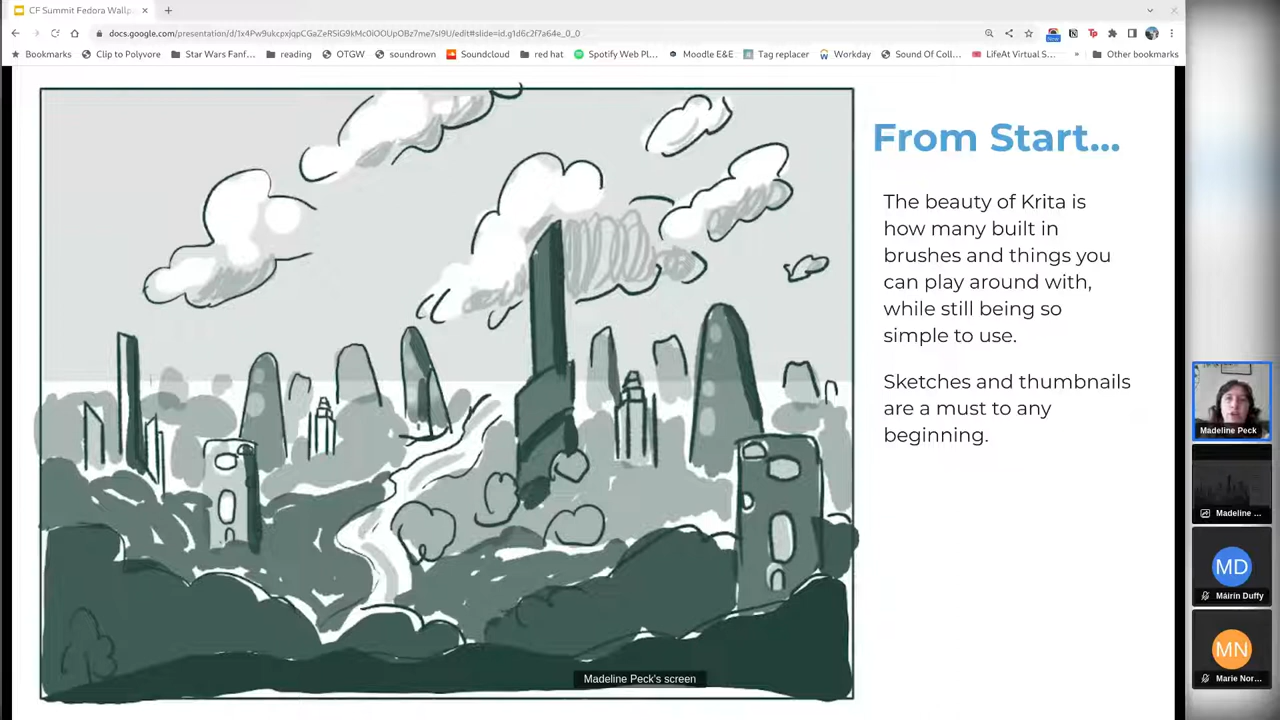 CF Summit Fedora Wallp
docs.google.com/presentation/d/1x4Pw9ukcpxjqpCGaZeRSiG9kMc0iOOUpOBz7me7sI9U/edit#slide=id.g1d6c2f7a64e_0_0
Bookmarks Clip to Polyvore Star Wars Fanf... reading OTGW soundrown Soundcloud red hat Spotify Web Pl... Moodle E&E Tag replacer Workday Sound Of Coll... LifeAt Virtual S... » Other bookmarks
From Start...
The beauty of Krita is
how many built in
brushes and things you
can play around with,
while still being so
simple to use.
Sketches and thumbnails
are a must to any
beginning.
Madeline Peck's screen
Madeline Peck
Madeline ...
MD
Máirín Duffy
MN
Marie Nor...